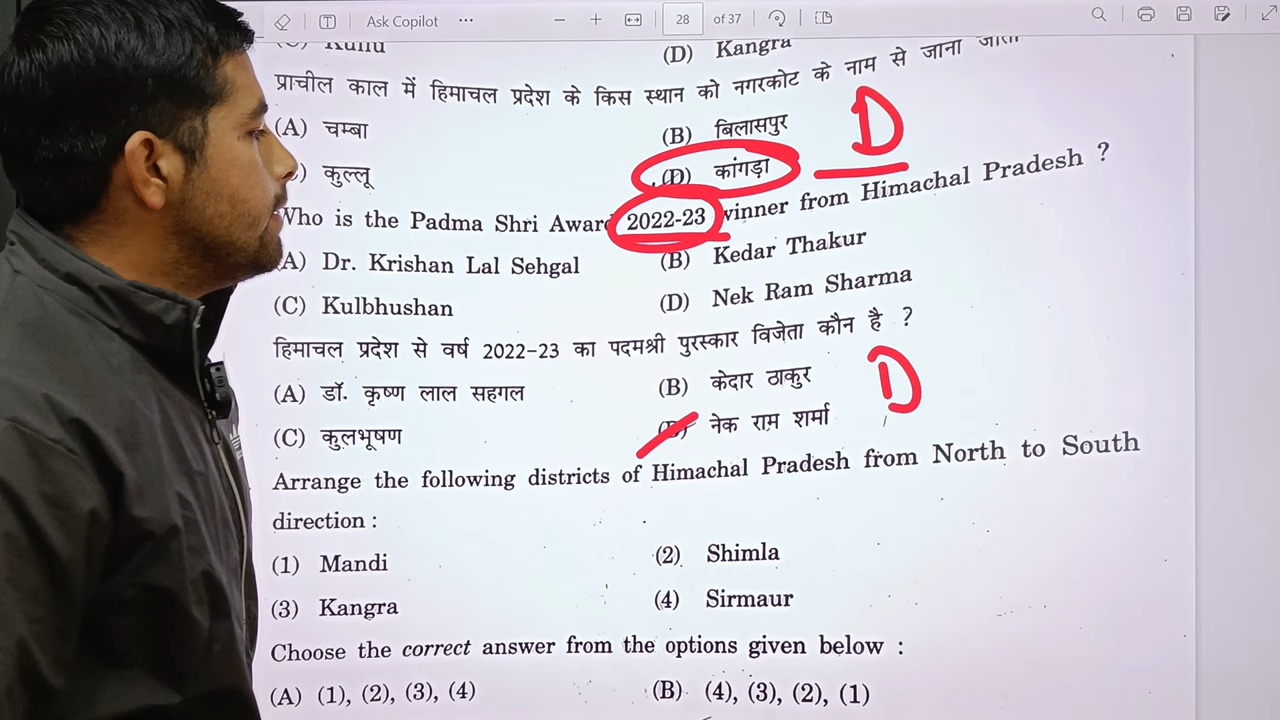 Ask Copilot ... 28 of 37
(C) Kullu (D) Kangra
प्राचील काल में हिमाचल प्रदेश के किस स्थान को नगरकोट के नाम से जाना जाता
(A) चम्बा (B) बिलासपुर D
कुल्लू (D) कांगड़ा
Who is the Padma Shri Award 2022-23 winner from Himachal Pradesh ?
A) Dr. Krishan Lal Sehgal (B) Kedar Thakur
(C) Kulbhushan (D) Nek Ram Sharma
हिमाचल प्रदेश से वर्ष 2022-23 का पदमश्री पुरस्कार विजेता कौन है ?
(A) डॉ. कृष्ण लाल सहगल (B) केदार ठाकुर D
(C) कुलभूषण (D) नेक राम शर्मा
Arrange the following districts of Himachal Pradesh from North to South
direction :
(1) Mandi (2) Shimla
(3) Kangra (4) Sirmaur
Choose the correct answer from the options given below :
(A) (1), (2), (3), (4) (B) (4), (3), (2), (1)